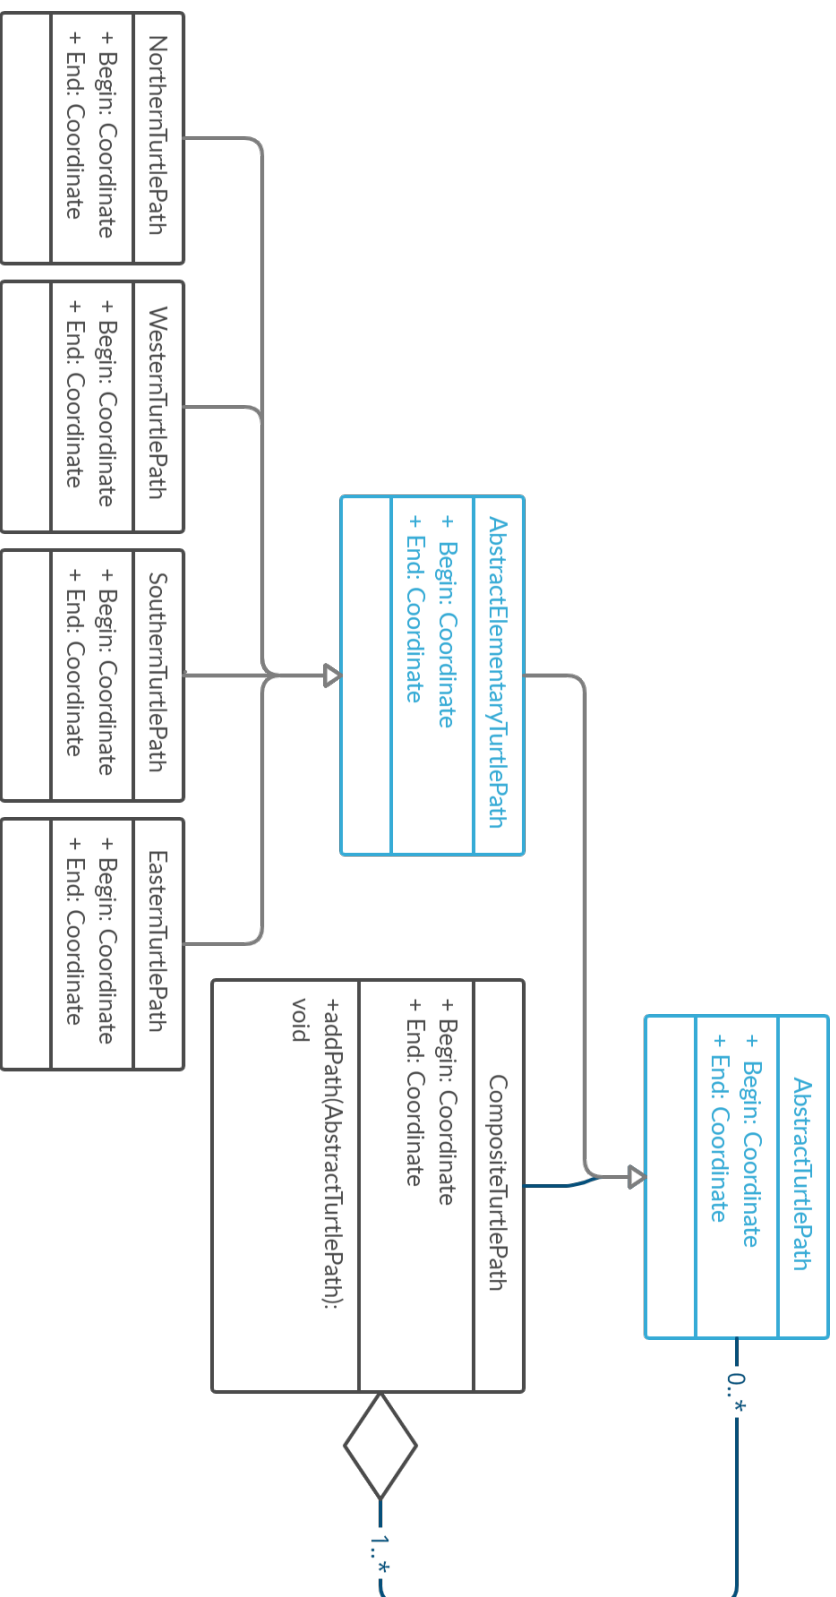 AbstractTurtlePath
+ Begin: Coordinate
+ End: Coordinate
0..*
AbstractElementaryTurtlePath
+ Begin: Coordinate
+ End: Coordinate
CompositeTurtlePath
+ Begin: Coordinate
+ End: Coordinate
+addPath(AbstractTurtlePath):
void
1..*
NorthernTurtlePath
+ Begin: Coordinate
+ End: Coordinate
WesternTurtlePath
+ Begin: Coordinate
+ End: Coordinate
SouthernTurtlePath
+ Begin: Coordinate
+ End: Coordinate
EasternTurtlePath
+ Begin: Coordinate
+ End: Coordinate